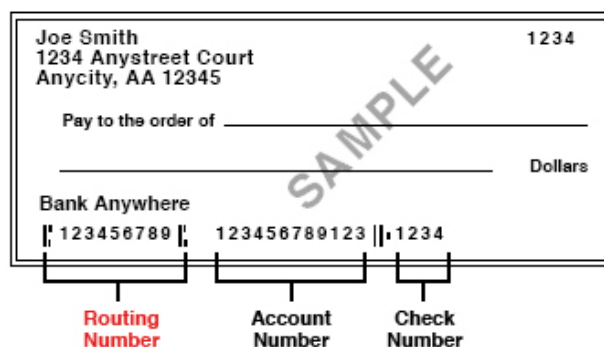 Joe Smith 1234
1234 Anystreet Court
Anycity, AA 12345
SAMPLE
Pay to the order of
Dollars
Bank Anywhere
123456789 123456789123 1234
Routing Number
Account Number
Check Number